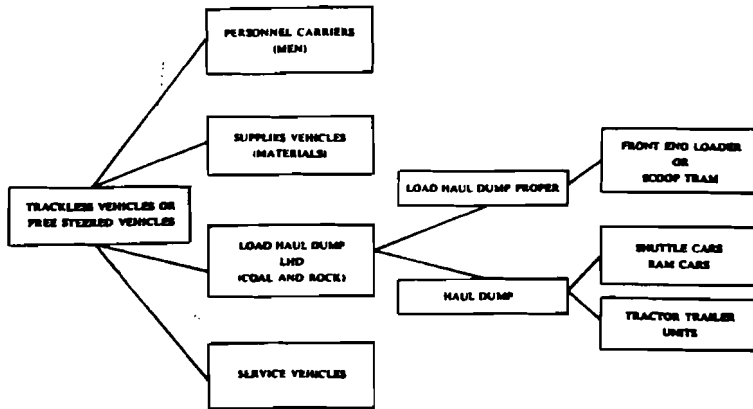 PERSONNEL CARRIERS
(MEN)
SUPPLIES VEHICLES
(MATERIALS)
TRACKLESS VEHICLES OR
FREE STEERED VEHICLES
LOAD HAUL DUMP
LHD
(COAL AND ROCK)
SERVICE VEHICLES
LOAD HAUL DUMP PROPER
HAUL DUMP
FRONT END LOADER
OR
SCOOP TRAM
SHUTTLE CARS
RAM CARS
TRACTOR TRAILER
UNITS